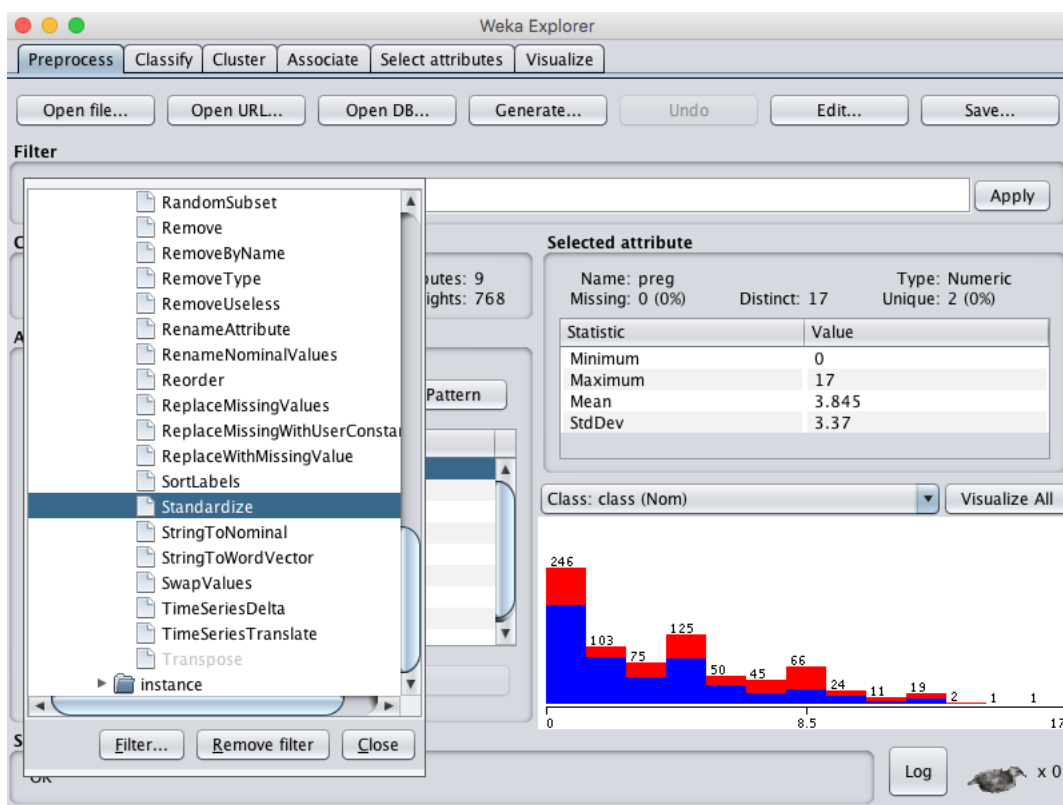 Weka Explorer
Preprocess Classify Cluster Associate Select attributes Visualize
Open file... Open URL... Open DB... Generate... Undo Edit... Save...
Filter
Apply
RandomSubset
Remove
RemoveByName
RemoveType
RemoveUseless
RenameAttribute
RenameNominalValues
Reorder
ReplaceMissingValues
ReplaceMissingWithUserConsta
ReplaceWithMissingValue
SortLabels
Standardize
StringToNominal
StringToWordVector
SwapValues
TimeSeriesDelta
TimeSeriesTranslate
Transpose
instance
Filter... Remove filter Close
butes: 9
ights: 768
Pattern
Selected attribute
Name: preg Type: Numeric
Missing: 0 (0%) Distinct: 17 Unique: 2 (0%)
Statistic Value
Minimum 0
Maximum 17
Mean 3.845
StdDev 3.37
Class: class (Nom) Visualize All
246
103
75
125
50
45
66
24
11
19
2
1
1
0 8.5 17
Log x 0